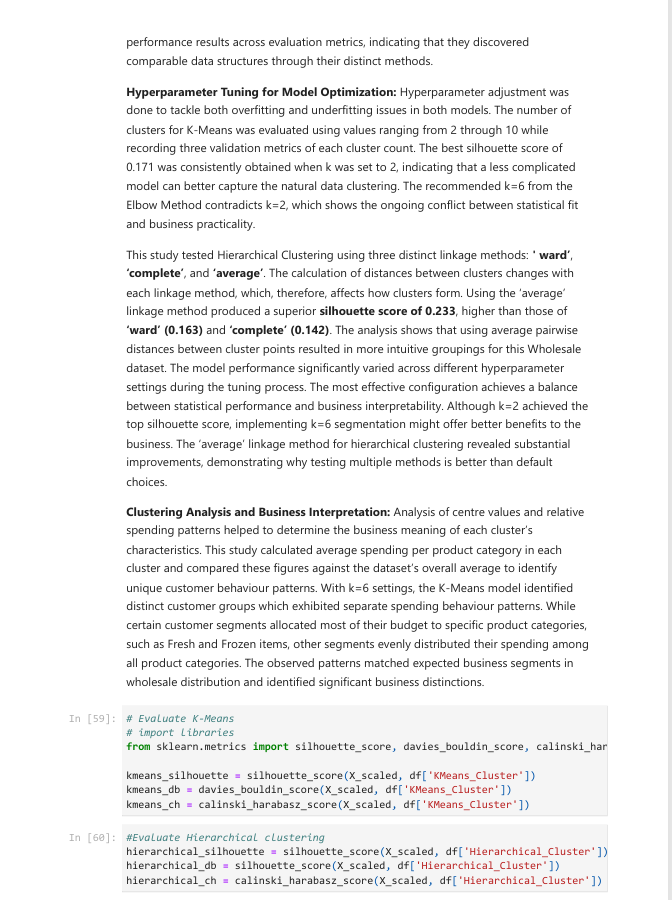 performance results across evaluation metrics, indicating that they discovered
comparable data structures through their distinct methods.
Hyperparameter Tuning for Model Optimization: Hyperparameter adjustment was
done to tackle both overfitting and underfitting issues in both models. The number of
clusters for K-Means was evaluated using values ranging from 2 through 10 while
recording three validation metrics of each cluster count. The best silhouette score of
0.171 was consistently obtained when k was set to 2, indicating that a less complicated
model can better capture the natural data clustering. The recommended k=6 from the
Elbow Method contradicts k=2, which shows the ongoing conflict between statistical fit
and business practicality.
This study tested Hierarchical Clustering using three distinct linkage methods: ' ward’,
‘complete’, and ‘average’. The calculation of distances between clusters changes with
each linkage method, which, therefore, affects how clusters form. Using the ‘average’
linkage method produced a superior silhouette score of 0.233, higher than those of
‘ward’ (0.163) and ‘complete’ (0.142). The analysis shows that using average pairwise
distances between cluster points resulted in more intuitive groupings for this Wholesale
dataset. The model performance significantly varied across different hyperparameter
settings during the tuning process. The most effective configuration achieves a balance
between statistical performance and business interpretability. Although k=2 achieved the
top silhouette score, implementing k=6 segmentation might offer better benefits to the
business. The ‘average’ linkage method for hierarchical clustering revealed substantial
improvements, demonstrating why testing multiple methods is better than default
choices.
Clustering Analysis and Business Interpretation: Analysis of centre values and relative
spending patterns helped to determine the business meaning of each cluster’s
characteristics. This study calculated average spending per product category in each
cluster and compared these figures against the dataset’s overall average to identify
unique customer behaviour patterns. With k=6 settings, the K-Means model identified
distinct customer groups which exhibited separate spending behaviour patterns. While
certain customer segments allocated most of their budget to specific product categories,
such as Fresh and Frozen items, other segments evenly distributed their spending among
all product categories. The observed patterns matched expected business segments in
wholesale distribution and identified significant business distinctions.
In [59]: # Evaluate K-Means
# import libraries
from sklearn.metrics import silhouette_score, davies_bouldin_score, calinski_har
kmeans_silhouette = silhouette_score(X_scaled, df['KMeans_Cluster'])
kmeans_db = davies_bouldin_score(X_scaled, df['KMeans_Cluster'])
kmeans_ch = calinski_harabasz_score(X_scaled, df['KMeans_Cluster'])
In [60]: #Evaluate Hierarchical clustering
hierarchical_silhouette = silhouette_score(X_scaled, df['Hierarchical_Cluster'])
hierarchical_db = silhouette_score(X_scaled, df['Hierarchical_Cluster'])
hierarchical_ch = calinski_harabasz_score(X_scaled, df['Hierarchical_Cluster'])